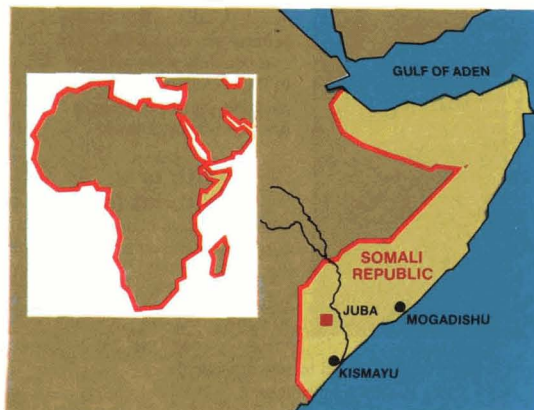 GULF OF ADEN
SOMALI
REPUBLIC
JUBA
MOGADISHU
KISMAYU